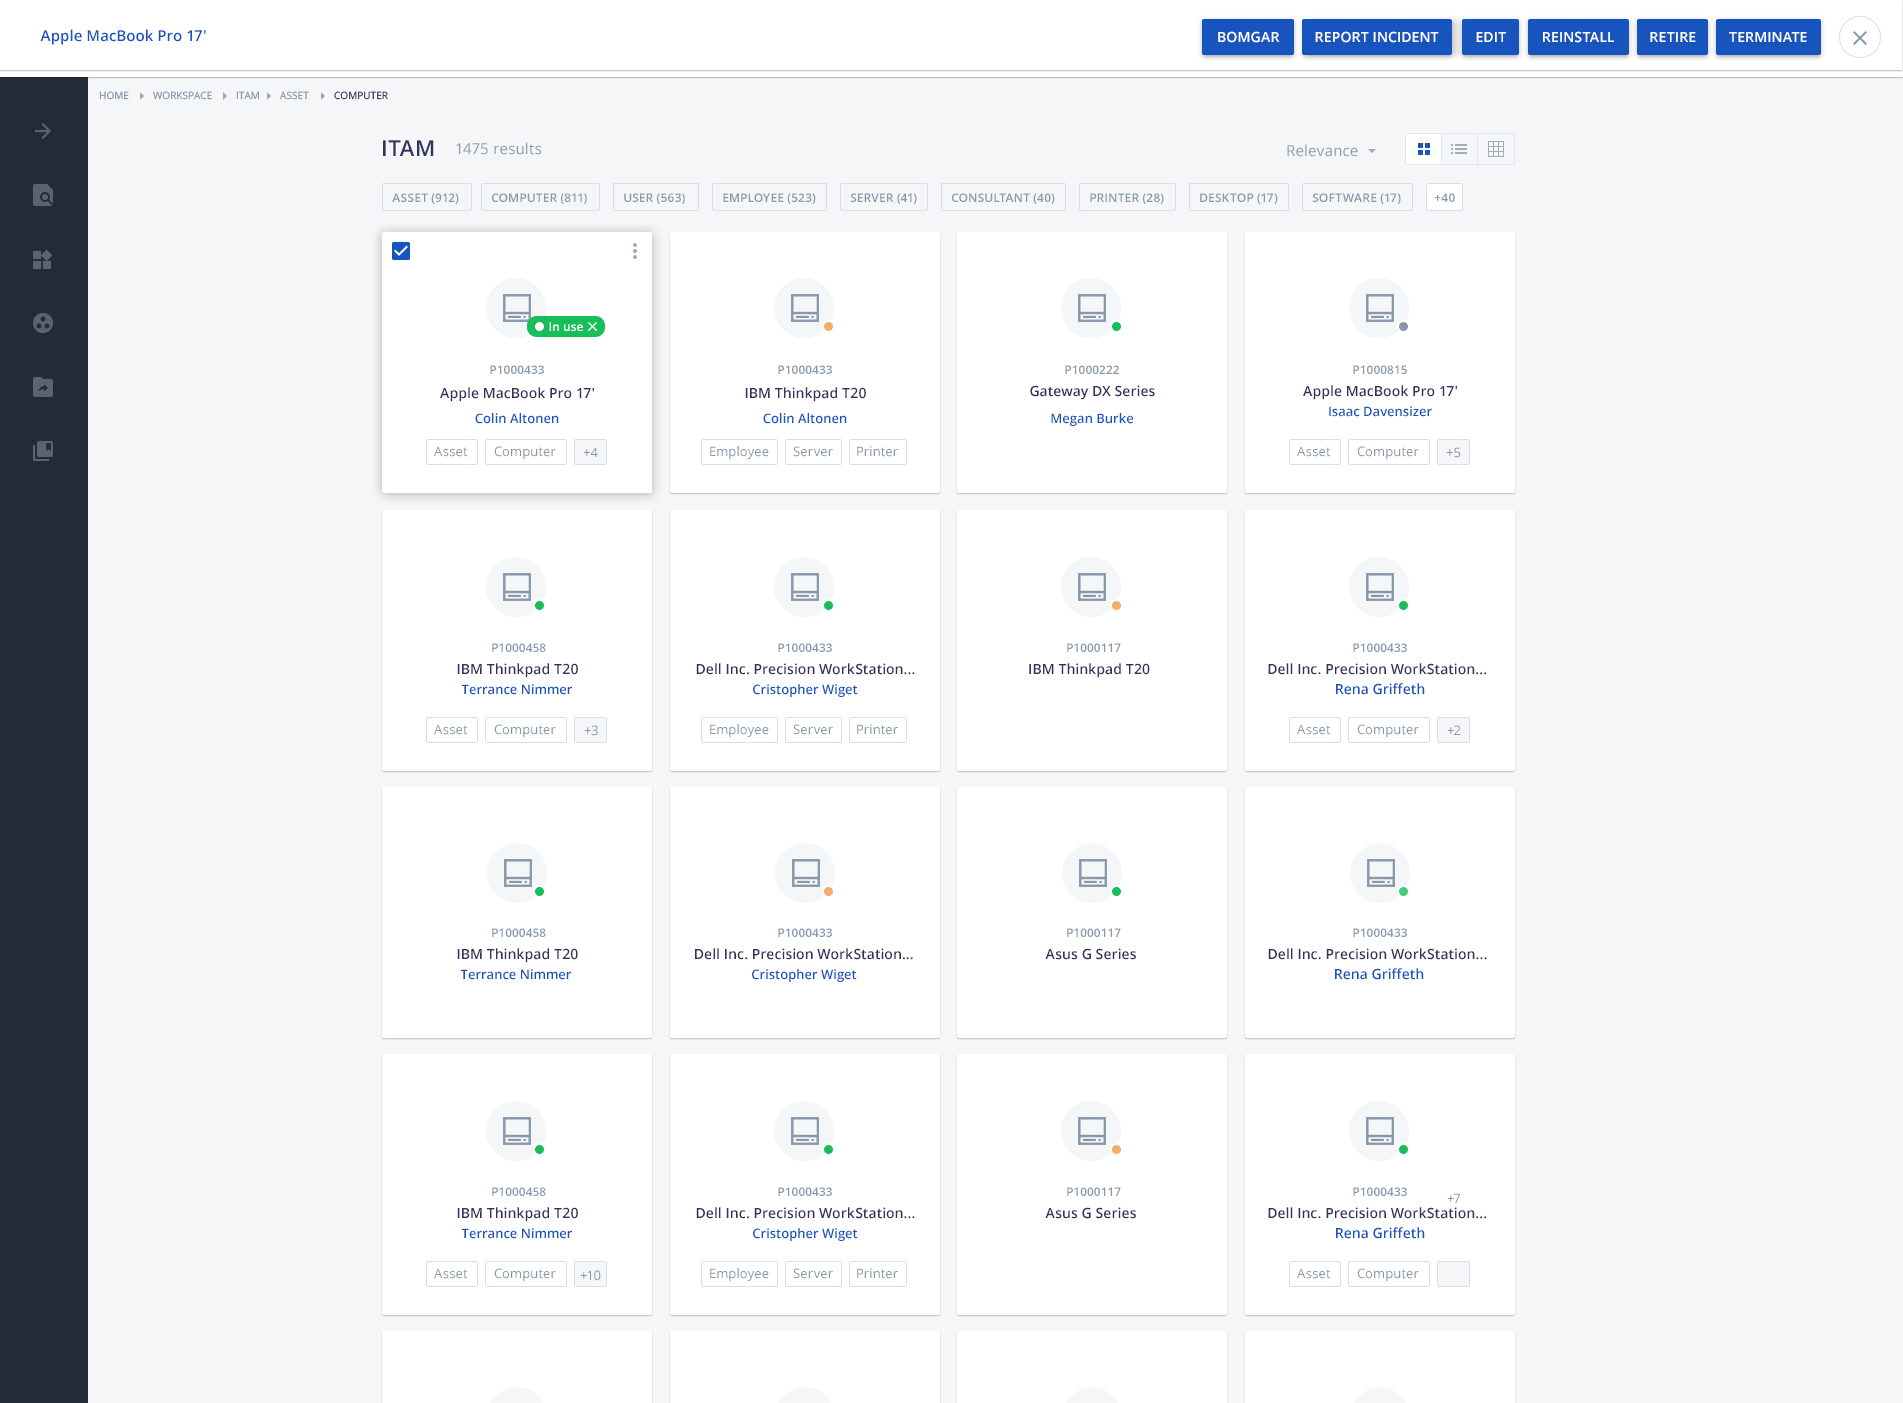 Apple MacBook Pro 17'
BOMGAR
REPORT INCIDENT
EDIT
REINSTALL
RETIRE
TERMINATE
HOME WORKSPACE ITAM ASSET COMPUTER
ITAM 1475 results
Relevance
ASSET (912)
COMPUTER (811)
USER (563)
EMPLOYEE (523)
SERVER (41)
CONSULTANT (40)
PRINTER (28)
DESKTOP (17)
SOFTWARE (17)
+40
In use
P1000433
Apple MacBook Pro 17'
Colin Altonen
Asset Computer +4
P1000433
IBM Thinkpad T20
Colin Altonen
Employee Server Printer
P1000222
Gateway DX Series
Megan Burke
P1000815
Apple MacBook Pro 17'
Isaac Davensizer
Asset Computer +5
P1000458
IBM Thinkpad T20
Terrance Nimmer
Asset Computer +3
P1000433
Dell Inc. Precision WorkStation...
Cristopher Wiget
Employee Server Printer
P1000117
IBM Thinkpad T20
P1000433
Dell Inc. Precision WorkStation...
Rena Griffeth
Asset Computer +2
P1000458
IBM Thinkpad T20
Terrance Nimmer
P1000433
Dell Inc. Precision WorkStation...
Cristopher Wiget
P1000117
Asus G Series
P1000433
Dell Inc. Precision WorkStation...
Rena Griffeth
P1000458
IBM Thinkpad T20
Terrance Nimmer
Asset Computer +10
P1000433
Dell Inc. Precision WorkStation...
Cristopher Wiget
Employee Server Printer
P1000117
Asus G Series
P1000433
+7
Dell Inc. Precision WorkStation...
Rena Griffeth
Asset Computer